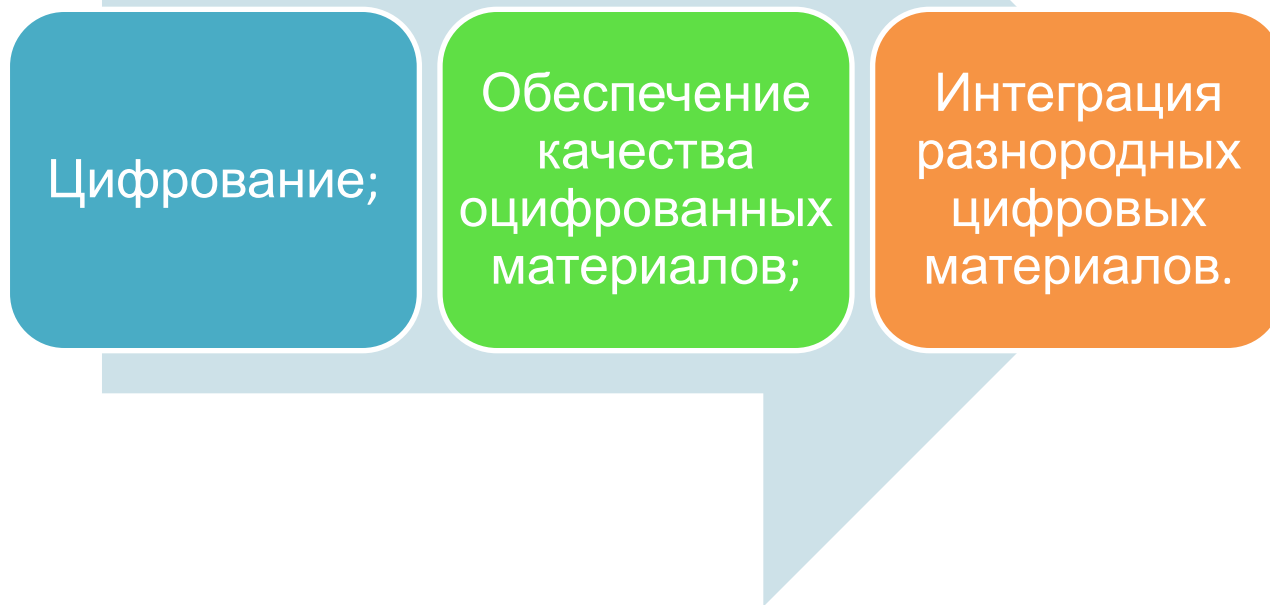 Цифрование;
Обеспечение
качества
оцифрованных
материалов;
Интеграция
разнородных
цифровых
материалов.